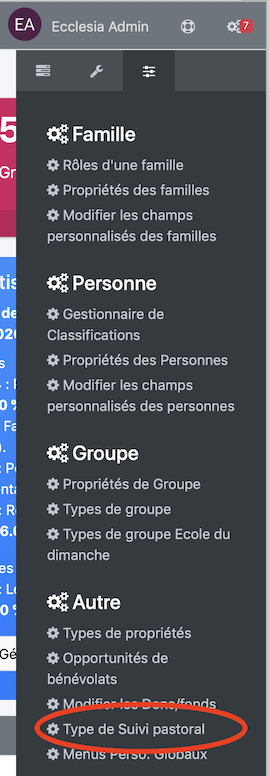 EA Ecclesia Admin 7
5
Gr
Famille
Rôles d'une famille
Propriétés des familles
Modifier les champs
personnalisés des familles
Personne
Gestionnaire de
Classifications
Propriétés des Personnes
Modifier les champs
personnalisés des personnes
Groupe
Propriétés de Groupe
Types de groupe
Types de groupe Ecole du
dimanche
Autre
Types de propriétés
Opportunités de
bénévolats
Modifier les Dons/fonds
Type de Suivi pastoral
Menus Perso. Globaux